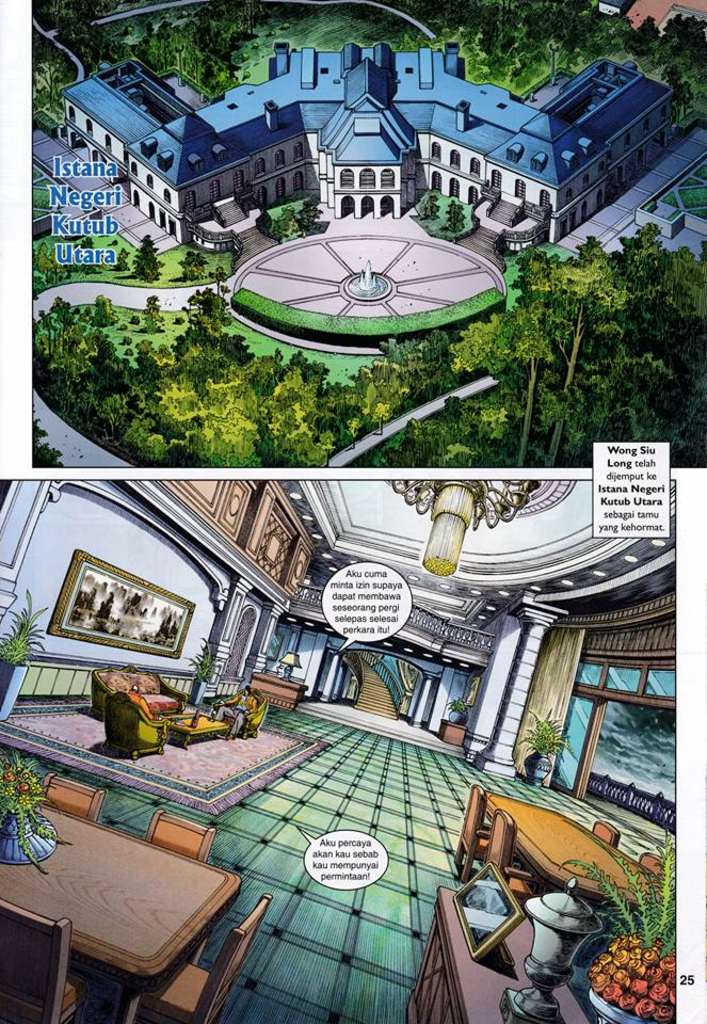 Istana
Negeri
Kutub
Utara
Wong Siu
Long telah
dijemput ke
Istana Negeri
Kutub Utara
sebagai tamu
yang kehormat.
Aku cuma
minta izin supaya
dapat membawa
seseorang pergi
selepas selesai
perkara itu!
Aku percaya
akan kau sebab
kau mempunyai
permintaan!
25